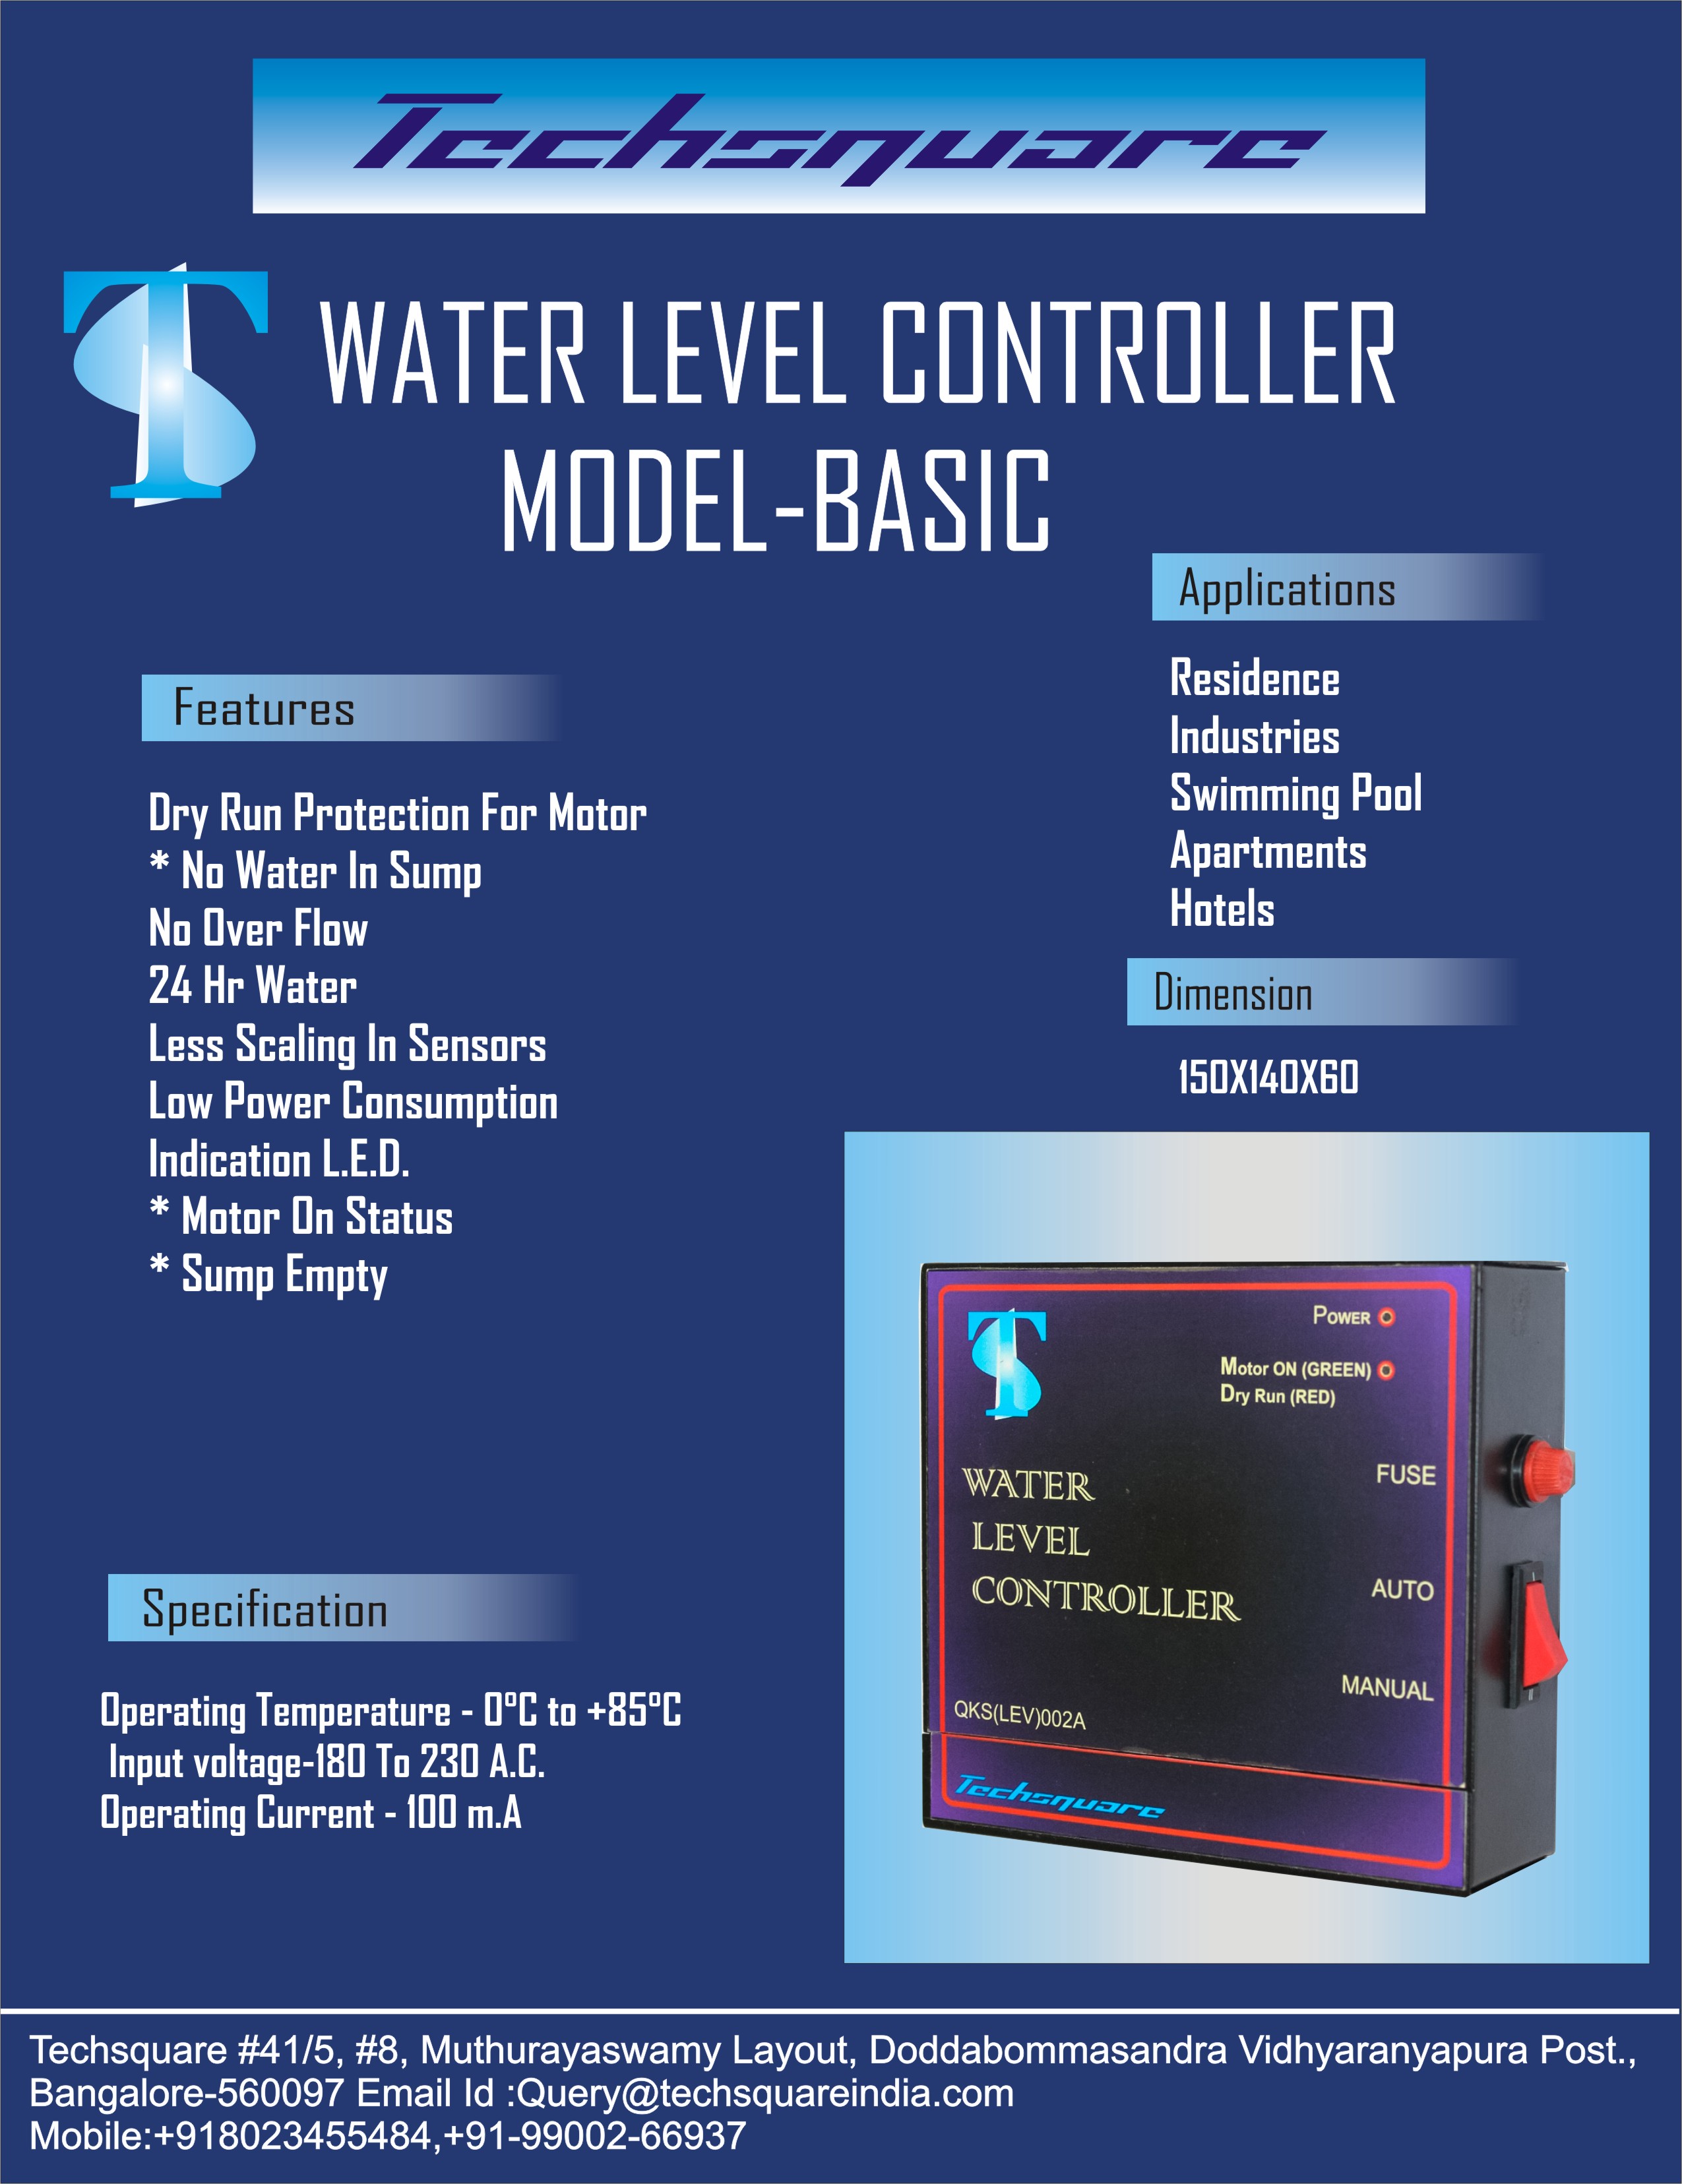 Techsquare
TS
WATER LEVEL CONTROLLER
MODEL-BASIC
Features
Dry Run Protection For Motor
* No Water In Sump
No Over Flow
24 Hr Water
Less Scaling In Sensors
Low Power Consumption
Indication L.E.D.
* Motor On Status
* Sump Empty
Applications
Residence
Industries
Swimming Pool
Apartments
Hotels
Dimension
150X140X60
Specification
Operating Temperature - 0°C to +85°C
Input voltage-180 To 230 A.C.
Operating Current - 100 m.A
TS
POWER
Motor ON (GREEN)
Dry Run (RED)
FUSE
WATER
LEVEL
CONTROLLER
AUTO
MANUAL
QKS(LEV)002A
Techsquare
Techsquare #41/5, #8, Muthurayaswamy Layout, Doddabommasandra Vidhyaranyapura Post.,
Bangalore-560097 Email Id :Query@techsquareindia.com
Mobile:+918023455484,+91-99002-66937